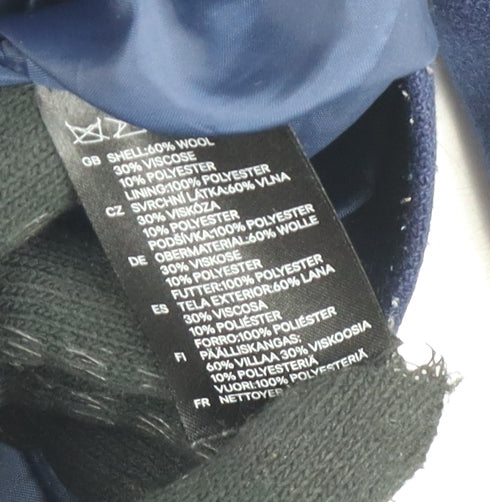 GB SHELL:60% WOOL
30% VISCOSE
10% POLYESTER
LINING:100% POLYESTER
CZ SVRCHNÍ LÁTKA:60% VLNA
30% VISKÓZA
10% POLYESTER
PODŠÍVKA:100% POLYESTER
DE OBERMATERIAL:60% WOLLE
30% VISKOSE
10% POLYESTER
FUTTER:100% POLYESTER
ES TELA EXTERIOR:60% LANA
30% VISCOSA
10% POLIÉSTER
FORRO:100% POLIÉSTER
FI PÄÄLLISKANGAS:
60% VILLAA 30% VISKOOSIA
10% POLYESTERIÄ
VUORI:100% POLYESTERIÄ
FR NETTOYER